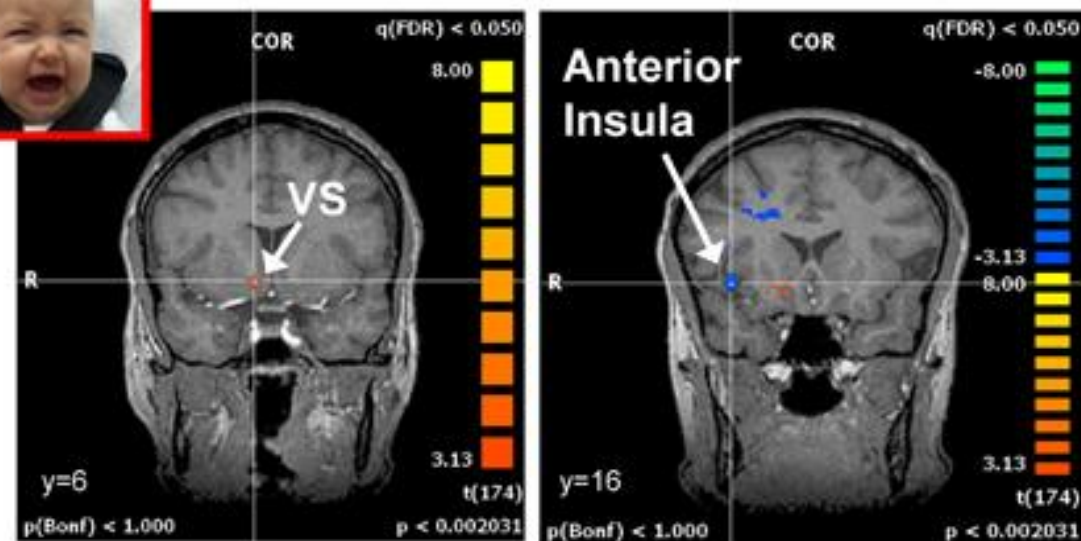 q(FDR) < 0.050
COR
8.00
VS
R
3.13
y=6
t(174)
p(Bonf) < 1.000
p < 0.002031
q(FDR) < 0.050
COR
Anterior
Insula
-8.00
-3.13
8.00
R
3.13
y=16
t(174)
p(Bonf) < 1.000
p < 0.002031